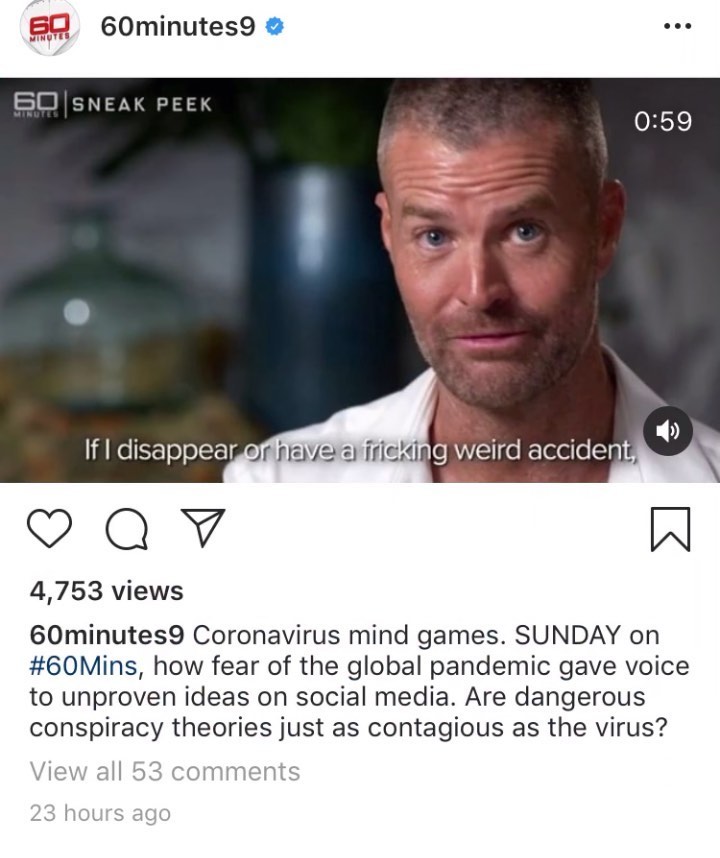 60
MINUTES
60minutes9
60 | SNEAK PEEK
MINUTES
0:59
If I disappear or have a fricking weird accident,
4,753 views
60minutes9 Coronavirus mind games. SUNDAY on
#60Mins, how fear of the global pandemic gave voice
to unproven ideas on social media. Are dangerous
conspiracy theories just as contagious as the virus?
View all 53 comments
23 hours ago